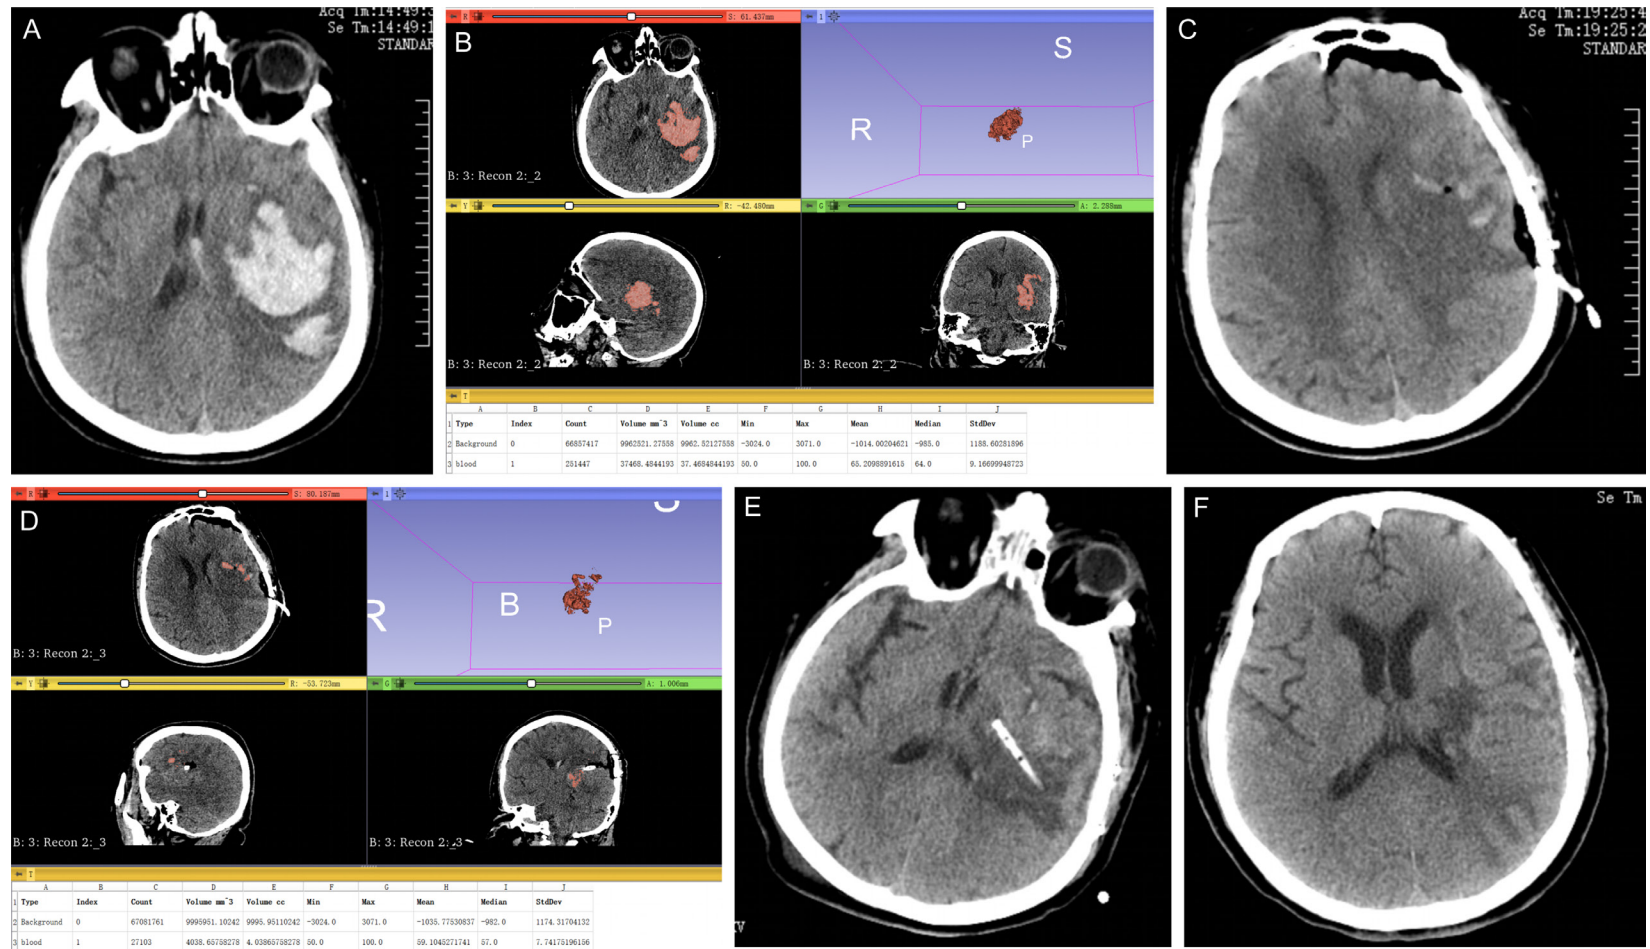 A
Acq Tm:14:49:3
Se Tm:14:49:1
STANDAR
B
R S: 61.437mm
1
S
R
P
B: 3: Recon 2:_2
Y R: -42.480mm
G A: 2.288mm
B: 3: Recon 2:_2
B: 3: Recon 2:_2
T
A B C D E F G H I J
1 Type Index Count Volume mm^3 Volume cc Min Max Mean Median StdDev
2 Background 0 66857417 9962521.27558 9962.52127558 -3024.0 3071.0 -1014.00204621 -985.0 1188.60281896
3 blood 1 251447 37468.4844193 37.4684844193 50.0 100.0 65.2098891615 64.0 9.16699948723
C
Acq Tm:19:25:4
Se Tm:19:25:2
STANDAR
D
R S: 80.187mm
1
R
B
P
B: 3: Recon 2:_3
Y R: -53.723mm
G A: 1.006mm
B: 3: Recon 2:_3
B: 3: Recon 2:_3
T
A B C D E F G H I J
1 Type Index Count Volume mm^3 Volume cc Min Max Mean Median StdDev
2 Background 0 67081761 9995951.10242 9995.95110242 -3024.0 3071.0 -1035.77530837 -982.0 1174.31704132
3 blood 1 27103 4038.65758278 4.03865758278 50.0 100.0 59.1045271741 57.0 7.74175196156
E
F
Se Tm